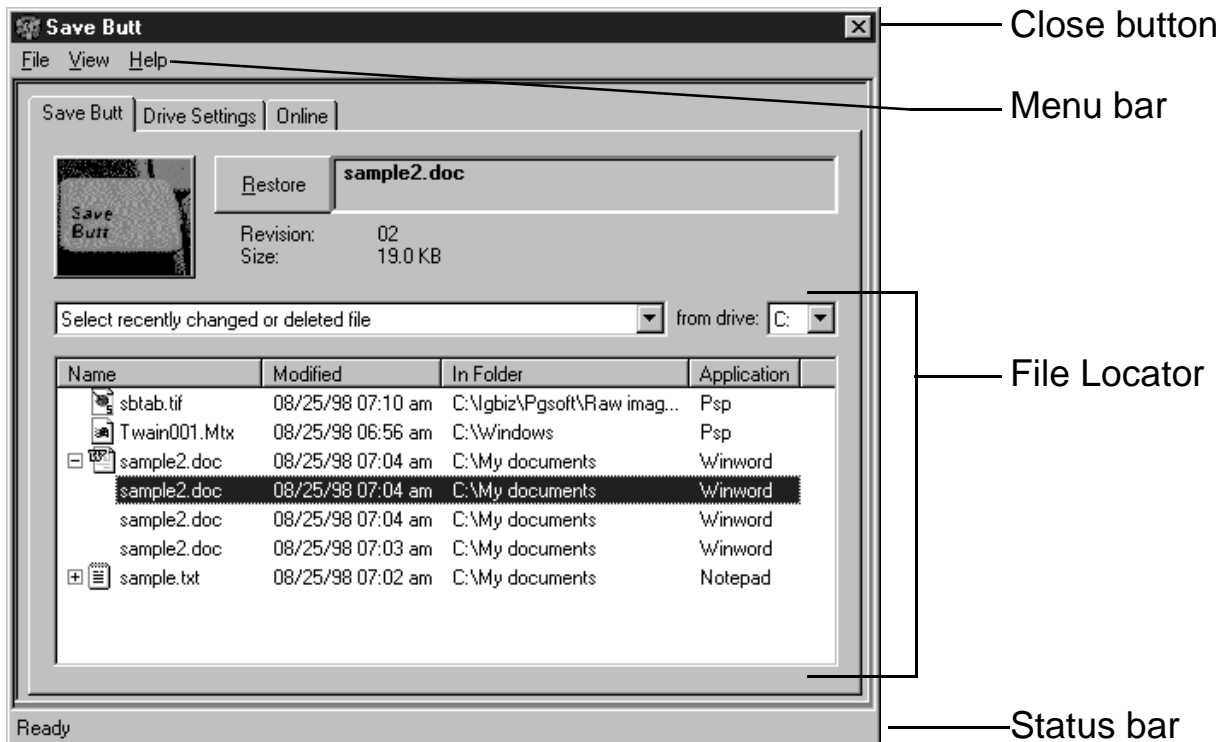 Save Butt
Close button
File View Help
Menu bar
Save Butt Drive Settings Online
Save
Butt
Restore sample2.doc
Revision: 02
Size: 19.0 KB
Select recently changed or deleted file from drive: C:
File Locator
Name Modified In Folder Application
sbtab.tif 08/25/98 07:10 am C:\Igbiz\Pgsoft\Raw imag... Psp
Twain001.Mtx 08/25/98 06:56 am C:\Windows Psp
sample2.doc 08/25/98 07:04 am C:\My documents Winword
sample2.doc 08/25/98 07:04 am C:\My documents Winword
sample2.doc 08/25/98 07:04 am C:\My documents Winword
sample2.doc 08/25/98 07:03 am C:\My documents Winword
sample.txt 08/25/98 07:02 am C:\My documents Notepad
Ready
Status bar